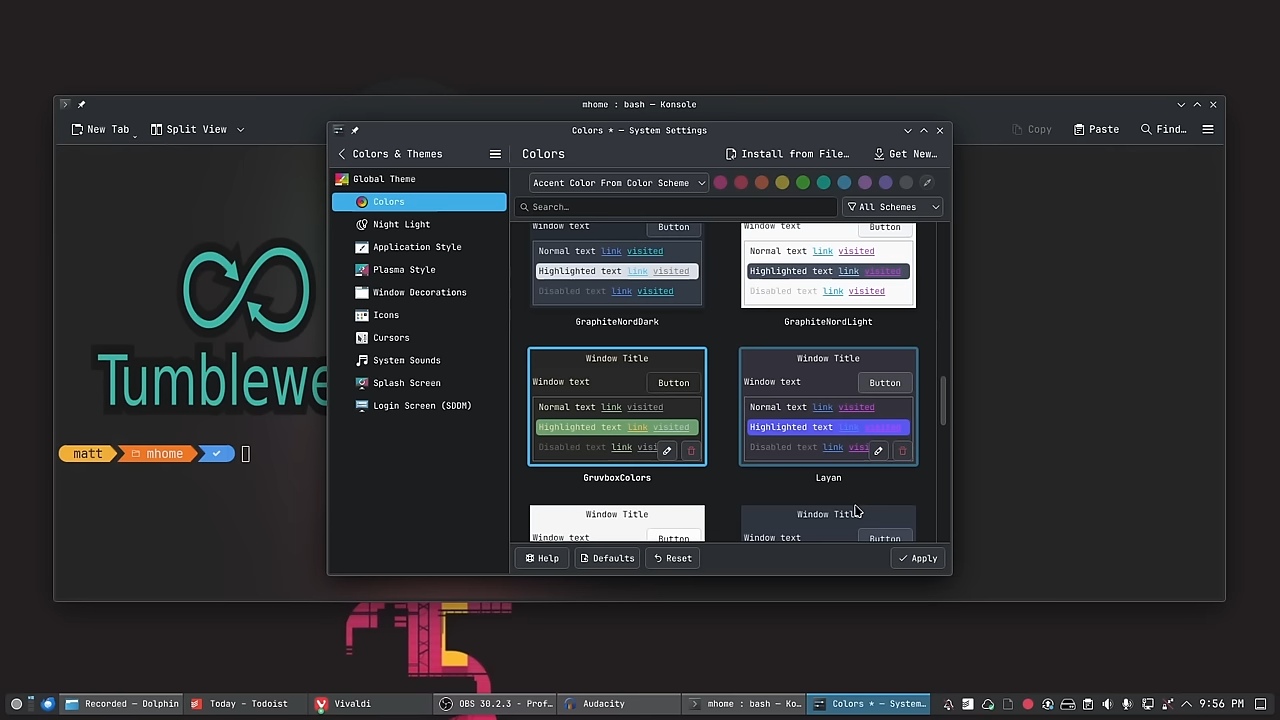 mhome : bash — Konsole
New Tab
Split View
Copy
Paste
Find…
Colors * — System Settings
Colors & Themes
Colors
Install from File…
Get New…
Global Theme
Colors
Night Light
Application Style
Plasma Style
Window Decorations
Icons
Cursors
System Sounds
Splash Screen
Login Screen (SDDM)
Accent Color From Color Scheme
Search…
All Schemes
Window text Button
Normal text link visited
Highlighted text link visited
Disabled text link visited
GraphiteNordDark
Window text Button
Normal text link visited
Highlighted text link visited
Disabled text link visited
GraphiteNordLight
Window Title
Window text Button
Normal text link visited
Highlighted text link visited
Disabled text link visi
GruvboxColors
Window Title
Window text Button
Normal text link visited
Highlighted text link visited
Disabled text link visi
Layan
Window Title
Window text Button
Window Title
Window text Button
Help
Defaults
Reset
Apply
Tumblewe
matt mhome
Recorded — Dolphin
Today - Todoist
Vivaldi
OBS 30.2.3 - Prof…
Audacity
mhome : bash — Ko…
Colors * — System…
9:56 PM